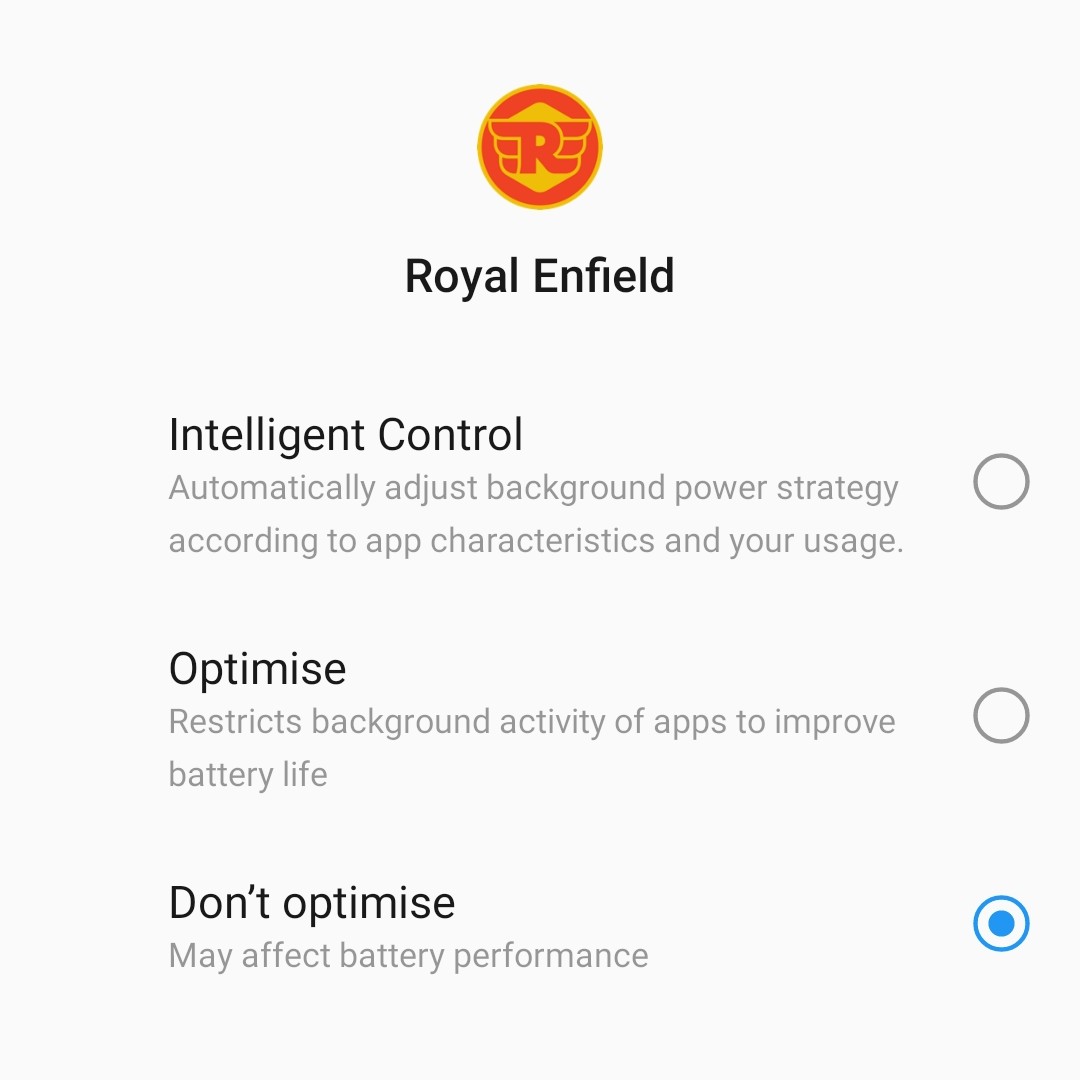 R
Royal Enfield
Intelligent Control
Automatically adjust background power strategy
according to app characteristics and your usage.
Optimise
Restricts background activity of apps to improve
battery life
Don’t optimise
May affect battery performance